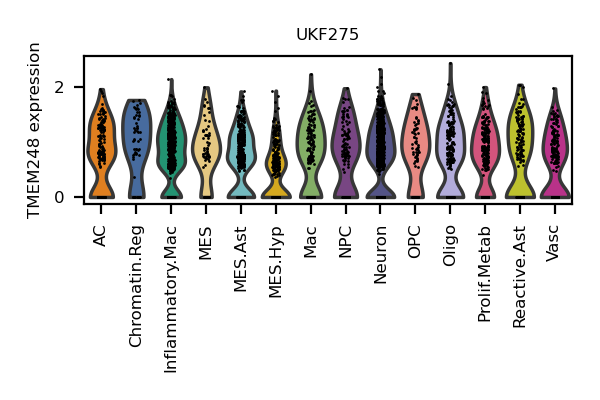 UKF275
TMEM248 expression
2
0
AC
Chromatin.Reg
Inflammatory.Mac
MES
MES.Ast
MES.Hyp
Mac
NPC
Neuron
OPC
Oligo
Prolif.Metab
Reactive.Ast
Vasc